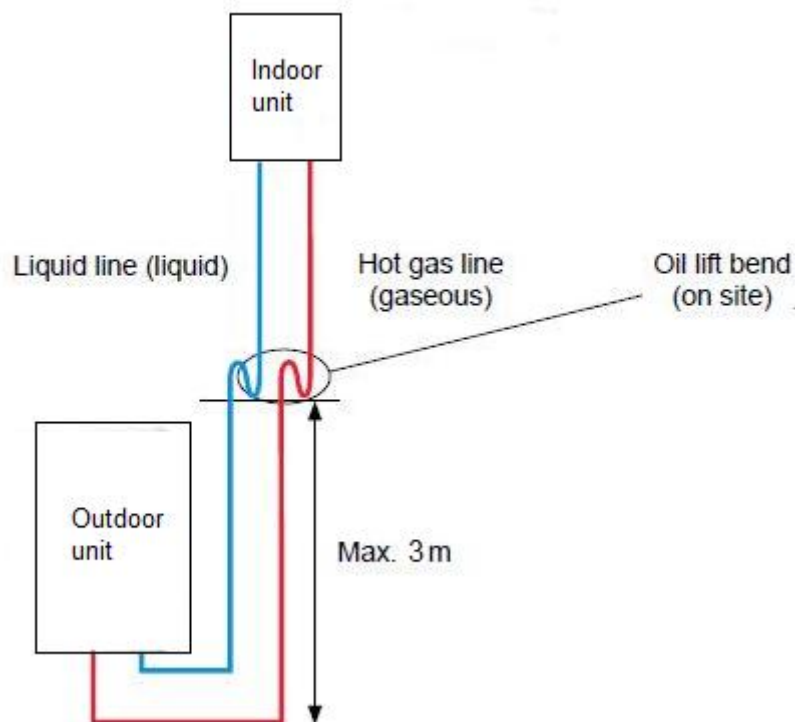 Indoor
unit
Liquid line (liquid)
Hot gas line
(gaseous)
Oil lift bend
(on site)
Outdoor
unit
Max. 3 m